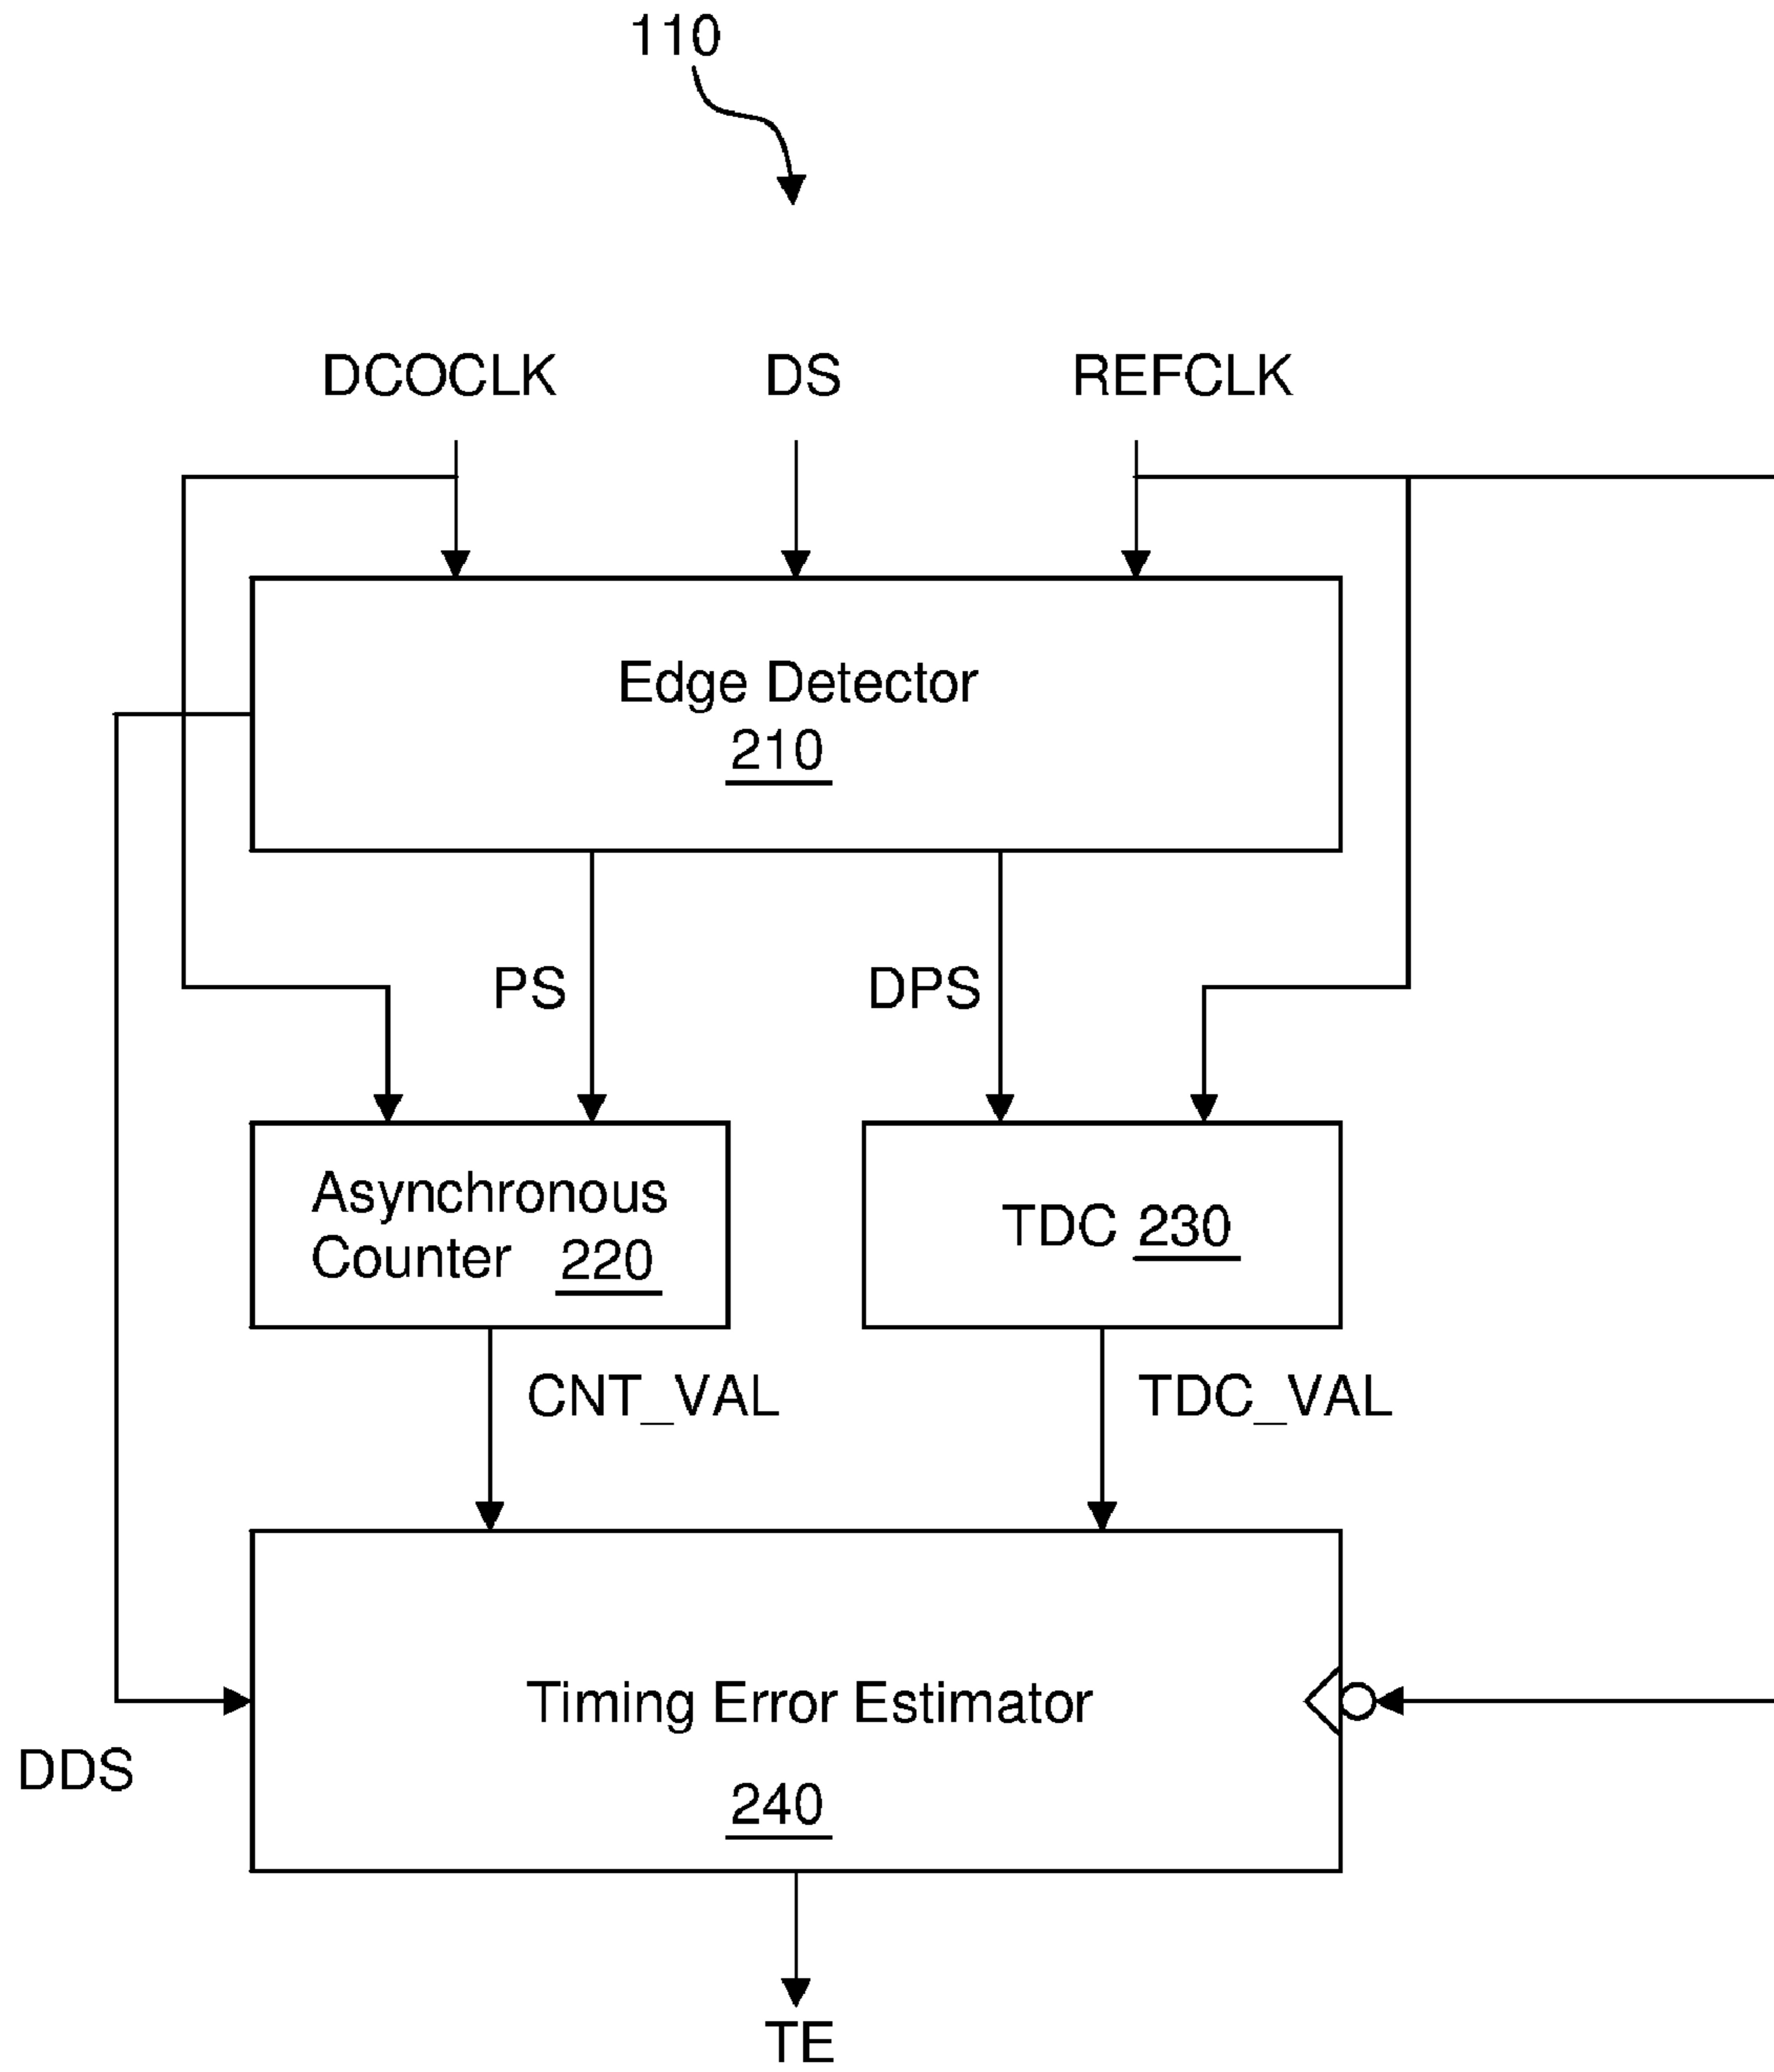 110
DCOCLK
DS
REFCLK
Edge Detector
210
PS
DPS
Asynchronous
Counter 220
TDC 230
CNT_VAL
TDC_VAL
Timing Error Estimator
DDS
240
TE